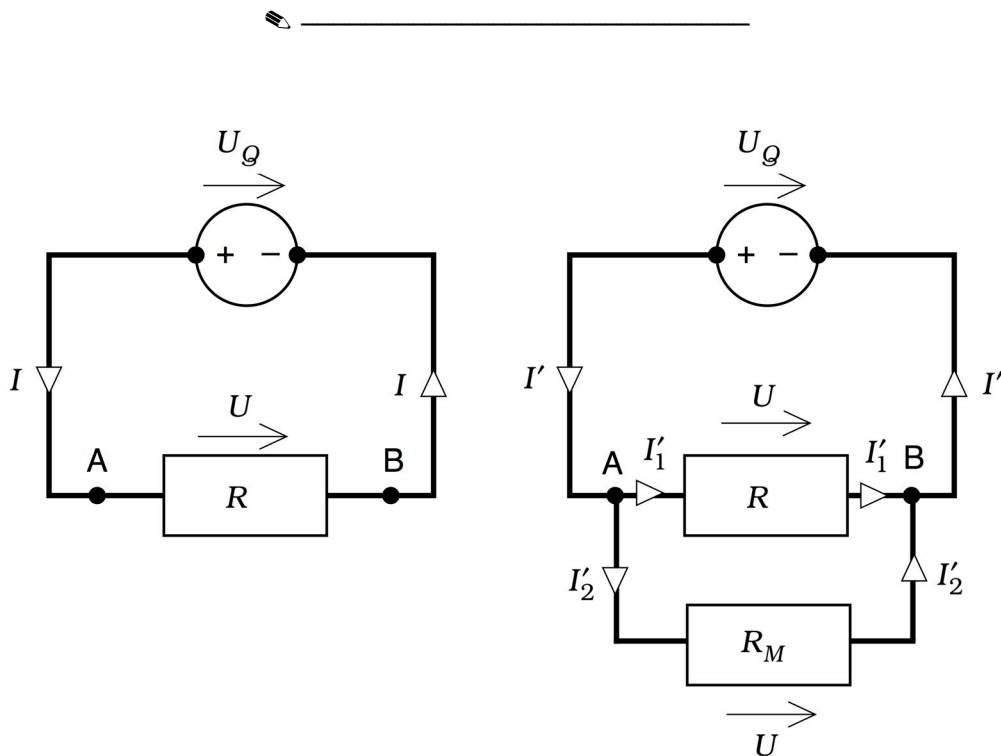 U_Q
+ −
I
I
U
A
B
R
U_Q
+ −
I′
I′
U
A
I′_1
R
I′_1
B
I′_2
I′_2
R_M
U